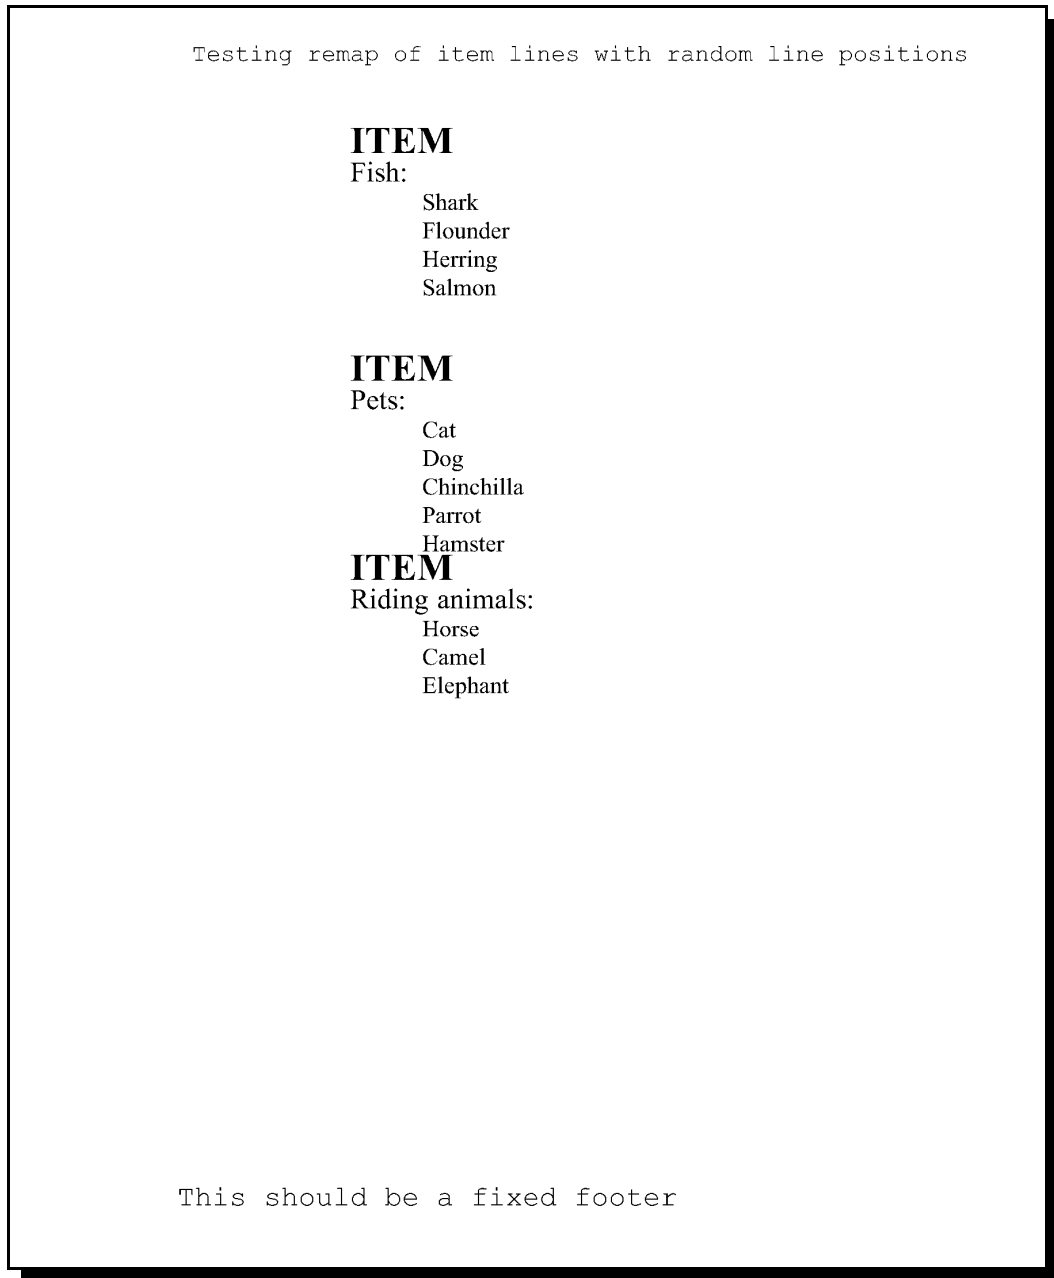 Testing remap of item lines with random line positions
ITEM
Fish:
Shark
Flounder
Herring
Salmon
ITEM
Pets:
Cat
Dog
Chinchilla
Parrot
Hamster
ITEM
Riding animals:
Horse
Camel
Elephant
This should be a fixed footer